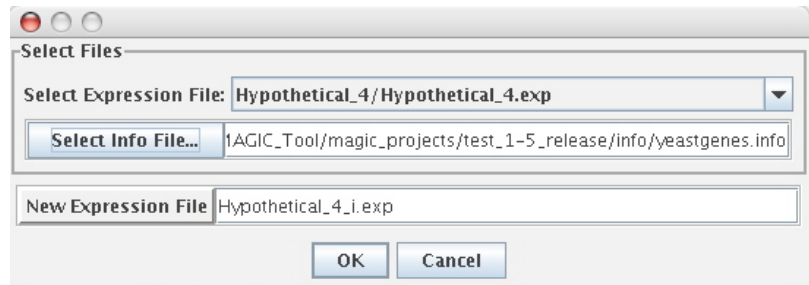 Select Files
Select Expression File: Hypothetical_4/Hypothetical_4.exp
Select Info File... MAGIC_Tool/magic_projects/test_1-5_release/info/yeastgenes.info
New Expression File Hypothetical_4_i.exp
OK Cancel